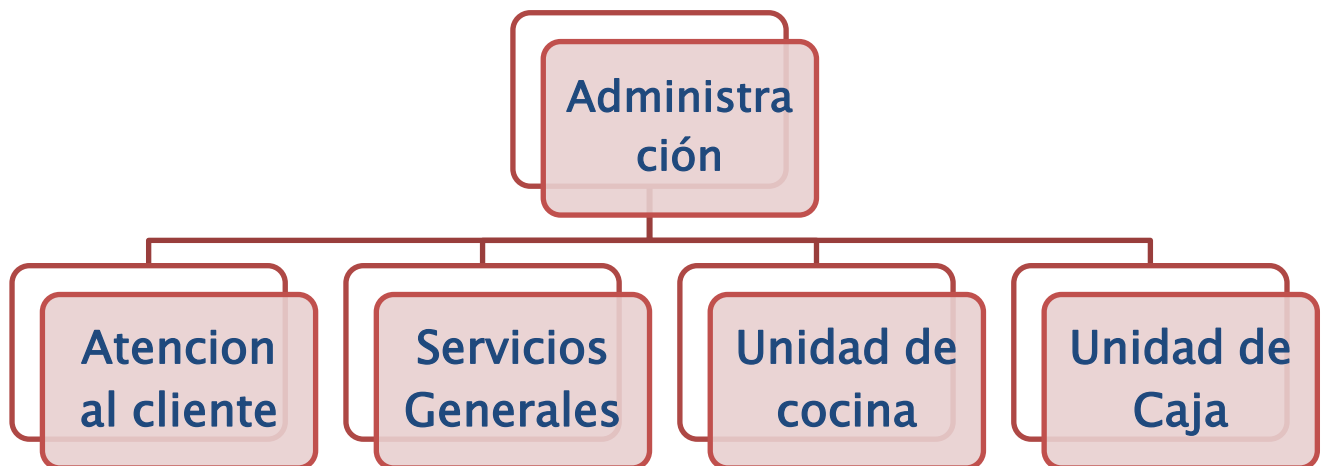 Administra
ción
Atencion
al cliente
Servicios
Generales
Unidad de
cocina
Unidad de
Caja